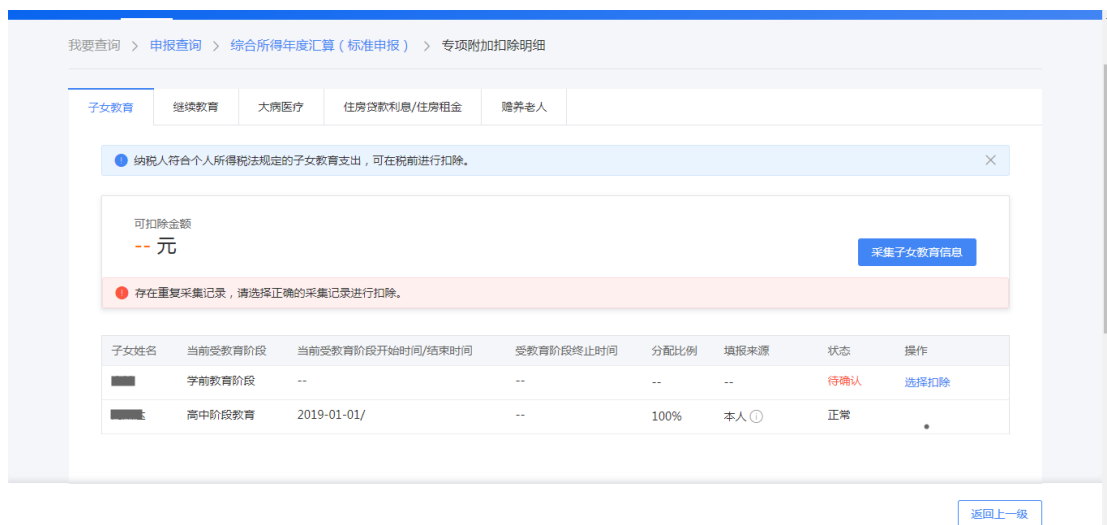 我要查询 > 申报查询 > 综合所得年度汇算（标准申报） > 专项附加扣除明细
子女教育 继续教育 大病医疗 住房贷款利息/住房租金 赡养老人
纳税人符合个人所得税法规定的子女教育支出，可在税前进行扣除。
可扣除金额
-- 元
采集子女教育信息
存在重复采集记录，请选择正确的采集记录进行扣除。
子女姓名 当前受教育阶段 当前受教育阶段开始时间/结束时间 受教育阶段终止时间 分配比例 填报来源 状态 操作
学前教育阶段 -- -- -- -- 待确认 选择扣除
高中阶段教育 2019-01-01/ -- 100% 本人 正常
返回上一级